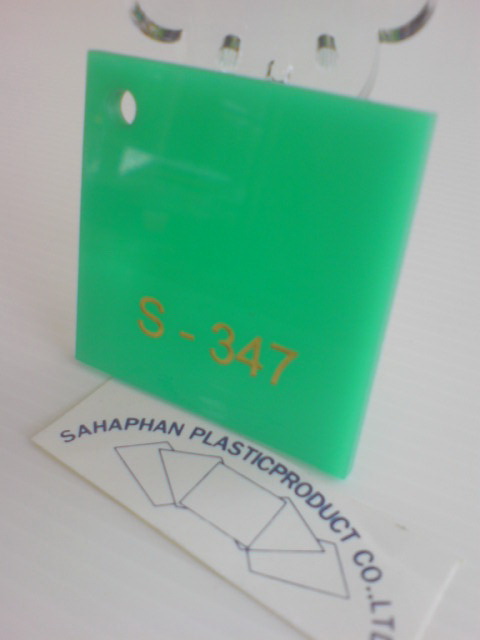 S - 347
SAHAPHAN PLASTICPRODUCT CO.,LTD